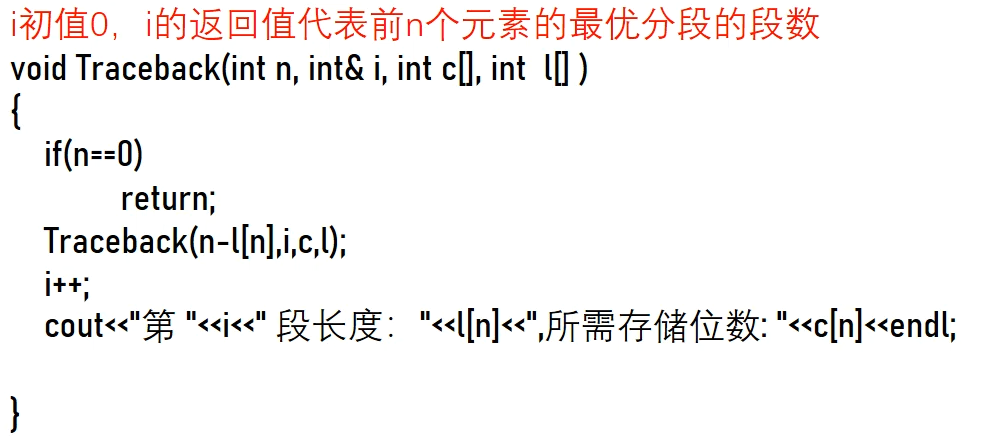 i初值0，i的返回值代表前n个元素的最优分段的段数
void Traceback(int n, int& i, int c[], int l[] )
{
if(n==0)
return;
Traceback(n-l[n],i,c,l);
i++;
cout<<"第 "<<i<<" 段长度： "<<l[n]<<",所需存储位数: "<<c[n]<<endl;
}